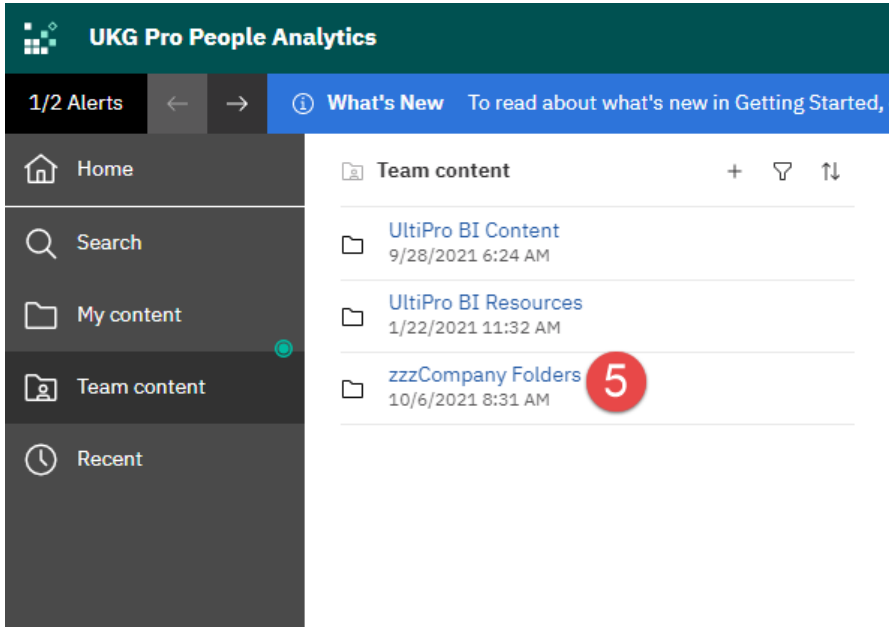 UKG Pro People Analytics
1/2 Alerts
What's New To read about what's new in Getting Started,
Home
Search
My content
Team content
Recent
Team content
UltiPro BI Content
9/28/2021 6:24 AM
UltiPro BI Resources
1/22/2021 11:32 AM
zzzCompany Folders
10/6/2021 8:31 AM
5